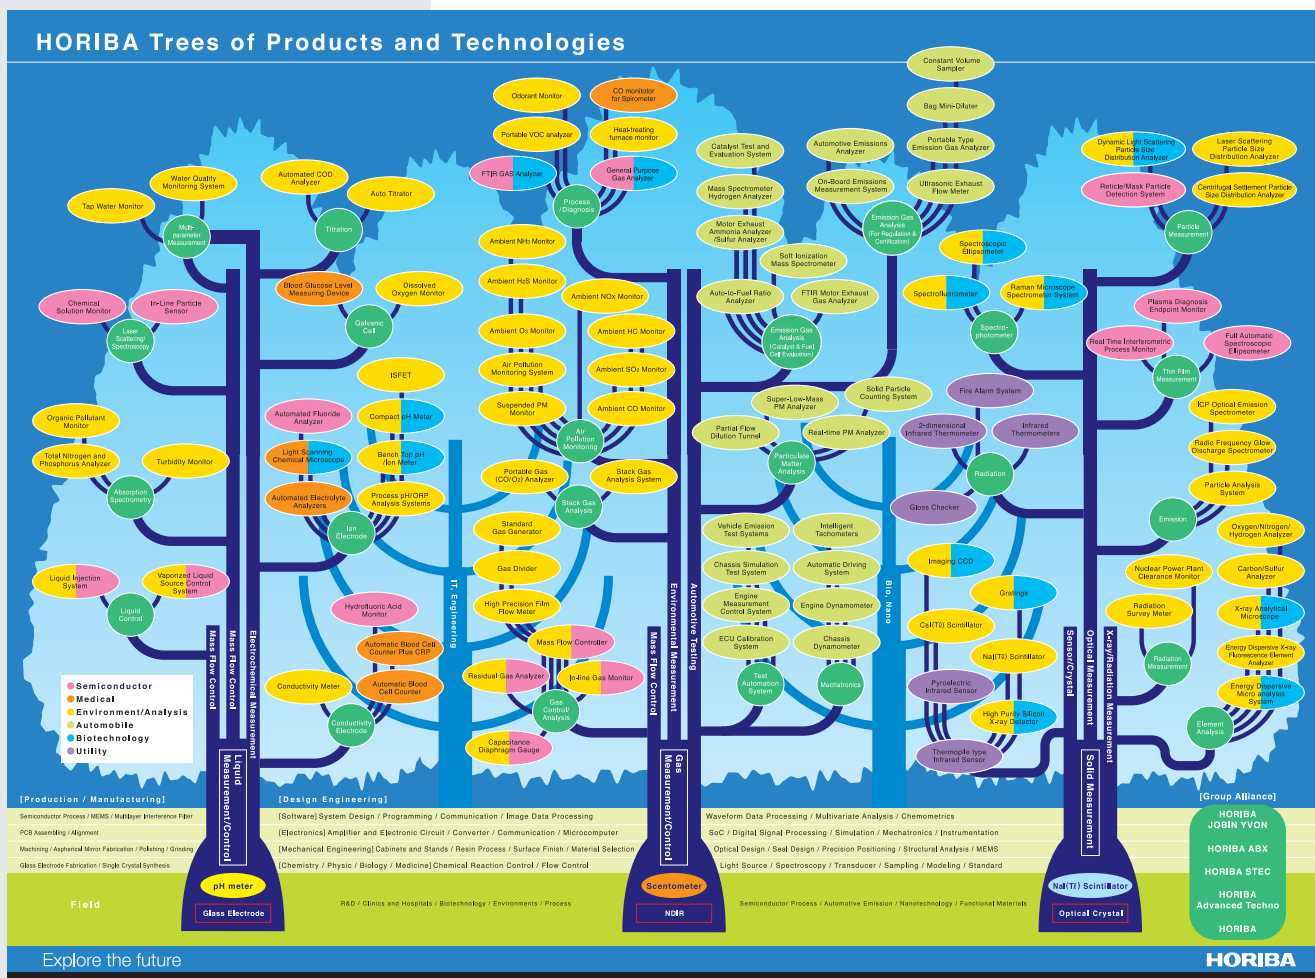 HORIBA Trees of Products and Technologies
Constant Volume
Sampler
Bag Mini-Diluter
Portable Type
Emission Gas Analyzer
Automotive Emissions
Analyzer
On-Board Emissions
Measurement System
Ultrasonic Exhaust
Flow Meter
Emission Gas
Analysis
(For Regulation &
Certification)
Odorant Monitor
CO monitotor
for Spirometer
Portable VOC analyzer
Heat-treating
furnace monitor
FTIR GAS Analyzer
General Purpose
Gas Analyzer
Process
/Diagnosis
Catalyst Test and
Evaluation System
Mass Spectrometer
Hydrogen Analyzer
Motor Exhaust
Ammonia Analyzer
/Sulfur Analyzer
Soft Ionization
Mass Spectrometer
Auto-to-Fuel Ratio
Analyzer
FTIR Motor Exhaust
Gas Analyzer
Emission Gas
Analysis
(Catalyst & Fuel
Cell Evaluation)
Dynamic Light Scattering
Particle Size
Distribution Analyzer
Laser Scattering
Particle Size
Distribution Analyzer
Reticle/Mask Particle
Detection System
Centrifugal Settlement Particle
Size Distribution Analyzer
Particle
Measurement
Water Quality
Monitoring System
Tap Water Monitor
Multi-
parameter
Measurement
Automated COD
Analyzer
Auto Titrator
Titration
Chemical
Solution Monitor
In-Line Particle
Sensor
Laser
Scattering/
Spectroscopy
Blood Glucose Level
Measuring Device
Dissolved
Oxygen Monitor
Galvanic
Cell
Ambient NH₃ Monitor
Ambient H₂S Monitor
Ambient NOx Monitor
Ambient O₃ Monitor
Ambient HC Monitor
Air Pollution
Monitoring System
Ambient SO₂ Monitor
Suspended PM
Monitor
Ambient CO Monitor
Air
Pollution
Monitoring
Spectroscopic
Ellipsometer
Spectrofluorometer
Raman Microscope
Spectrometer System
Spectro-
photometer
Plasma Diagnosis
Endpoint Monitor
Real Time Interferometric
Process Monitor
Full Automatic
Spectroscopic
Ellipsometer
Thin Film
Measurement
Organic Pollutant
Monitor
Total Nitrogen and
Phosphorus Analyzer
Turbidity Monitor
Absorption
Spectrometry
ISFET
Automated Fluoride
Analyzer
Compact pH Meter
Light Scanning
Chemical Microscope
Bench Top pH
/Ion Meter
Automated Electrolyte
Analyzers
Process pH/ORP
Analysis Systems
Ion
Electrode
Portable Gas
(CO/O₂) Analyzer
Stack Gas
Analysis System
Stack Gas
Analysis
Super-Low-Mass
PM Analyzer
Solid Particle
Counting System
Partial Flow
Dilution Tunnel
Real-time PM Analyzer
Particulate
Matter
Analysis
Fire Alarm System
2-dimensional
Infrared Thermometer
Infrared
Thermometers
Radiation
Gloss Checker
ICP Optical Emission
Spectrometer
Radio Frequency Glow
Discharge Spectrometer
Particle Analysis
System
Emission
Oxygen/Nitrogen/
Hydrogen Analyzer
Liquid Injection
System
Vaporized Liquid
Source Control
System
Liquid
Control
Standard
Gas Generator
Gas Divider
High Precision Film
Flow Meter
Mass Flow Controller
Residual Gas Analyzer
In-line Gas Monitor
Gas
Control/
Analysis
Capacitance
Diaphragm Gauge
Hydrofluoric Acid
Monitor
Automatic Blood Cell
Counter Plus CRP
Conductivity Meter
Automatic Blood
Cell Counter
Conductivity
Electrode
Vehicle Emission
Test Systems
Intelligent
Tachometers
Chassis Simulation
Test System
Automatic Driving
System
Engine
Measurement
Control System
Engine Dynamometer
ECU Calibration
System
Chassis
Dynamometer
Test
Automation
System
Mechatronics
Imaging CCD
Gratings
CsI(Tℓ) Scintillator
NaI(Tℓ) Scintillator
Pyroelectric
Infrared Sensor
High Purity Silicon
X-ray Detector
Thermopile type
Infrared Sensor
Nuclear Power Plant
Clearance Monitor
Carbon/Sulfur
Analyzer
Radiation
Survey Meter
X-ray Analytical
Microscope
Radiation
Measurement
Energy Dispersive X-ray
Fluorescence Element
Analyzer
Energy Dispersive
Micro analysis
System
Element
Analysis
Mass Flow Control
Mass Flow Control
Electrochemical Measurement
IT, Engineering
Mass Flow Control
Environmental Measurement
Automotive Testing
Bio, Nano
Sensor/Crystal
Optical Measurement
X-ray/Radiation Measurement
Semiconductor
Medical
Environment/Analysis
Automobile
Biotechnology
Utility
Liquid
Measurement/Control
Gas
Measurement/Control
Solid Measurement
[Production / Manufacturing]
[Design Engineering]
[Group Alliance]
Semiconductor Process / MEMS / Multilayer Interference Filter
[Software] System Design / Programming / Communication / Image Data Processing
Waveform Data Processing / Multivariate Analysis / Chemometrics
PCB Assembling / Alignment
[Electronics] Amplifier and Electronic Circuit / Converter / Communication / Microcomputer
SoC / Digital Signal Processing / Simulation / Mechatronics / Instrumentation
Machining / Aspherical Mirror Fabrication / Polishing / Grinding
[Mechanical Engineering] Cabinets and Stands / Resin Process / Surface Finish / Material Selection
Optical Design / Seal Design / Precision Positioning / Structural Analysis / MEMS
Glass Electrode Fabrication / Single Crystal Synthesis
[Chemistry / Physic / Biology / Medicine] Chemical Reaction Control / Flow Control
Light Source / Spectroscopy / Transducer / Sampling / Modeling / Standard
HORIBA
JOBIN YVON
HORIBA ABX
HORIBA STEC
HORIBA
Advanced Techno
HORIBA
pH meter
Scentometer
NaI(Tℓ) Scintillator
Field
Glass Electrode
R&D / Clinics and Hospitals / Biotechnology / Environments / Process
NDIR
Semiconductor Process / Automotive Emission / Nanotechnology / Functional Materials
Optical Crystal
Explore the future
HORIBA